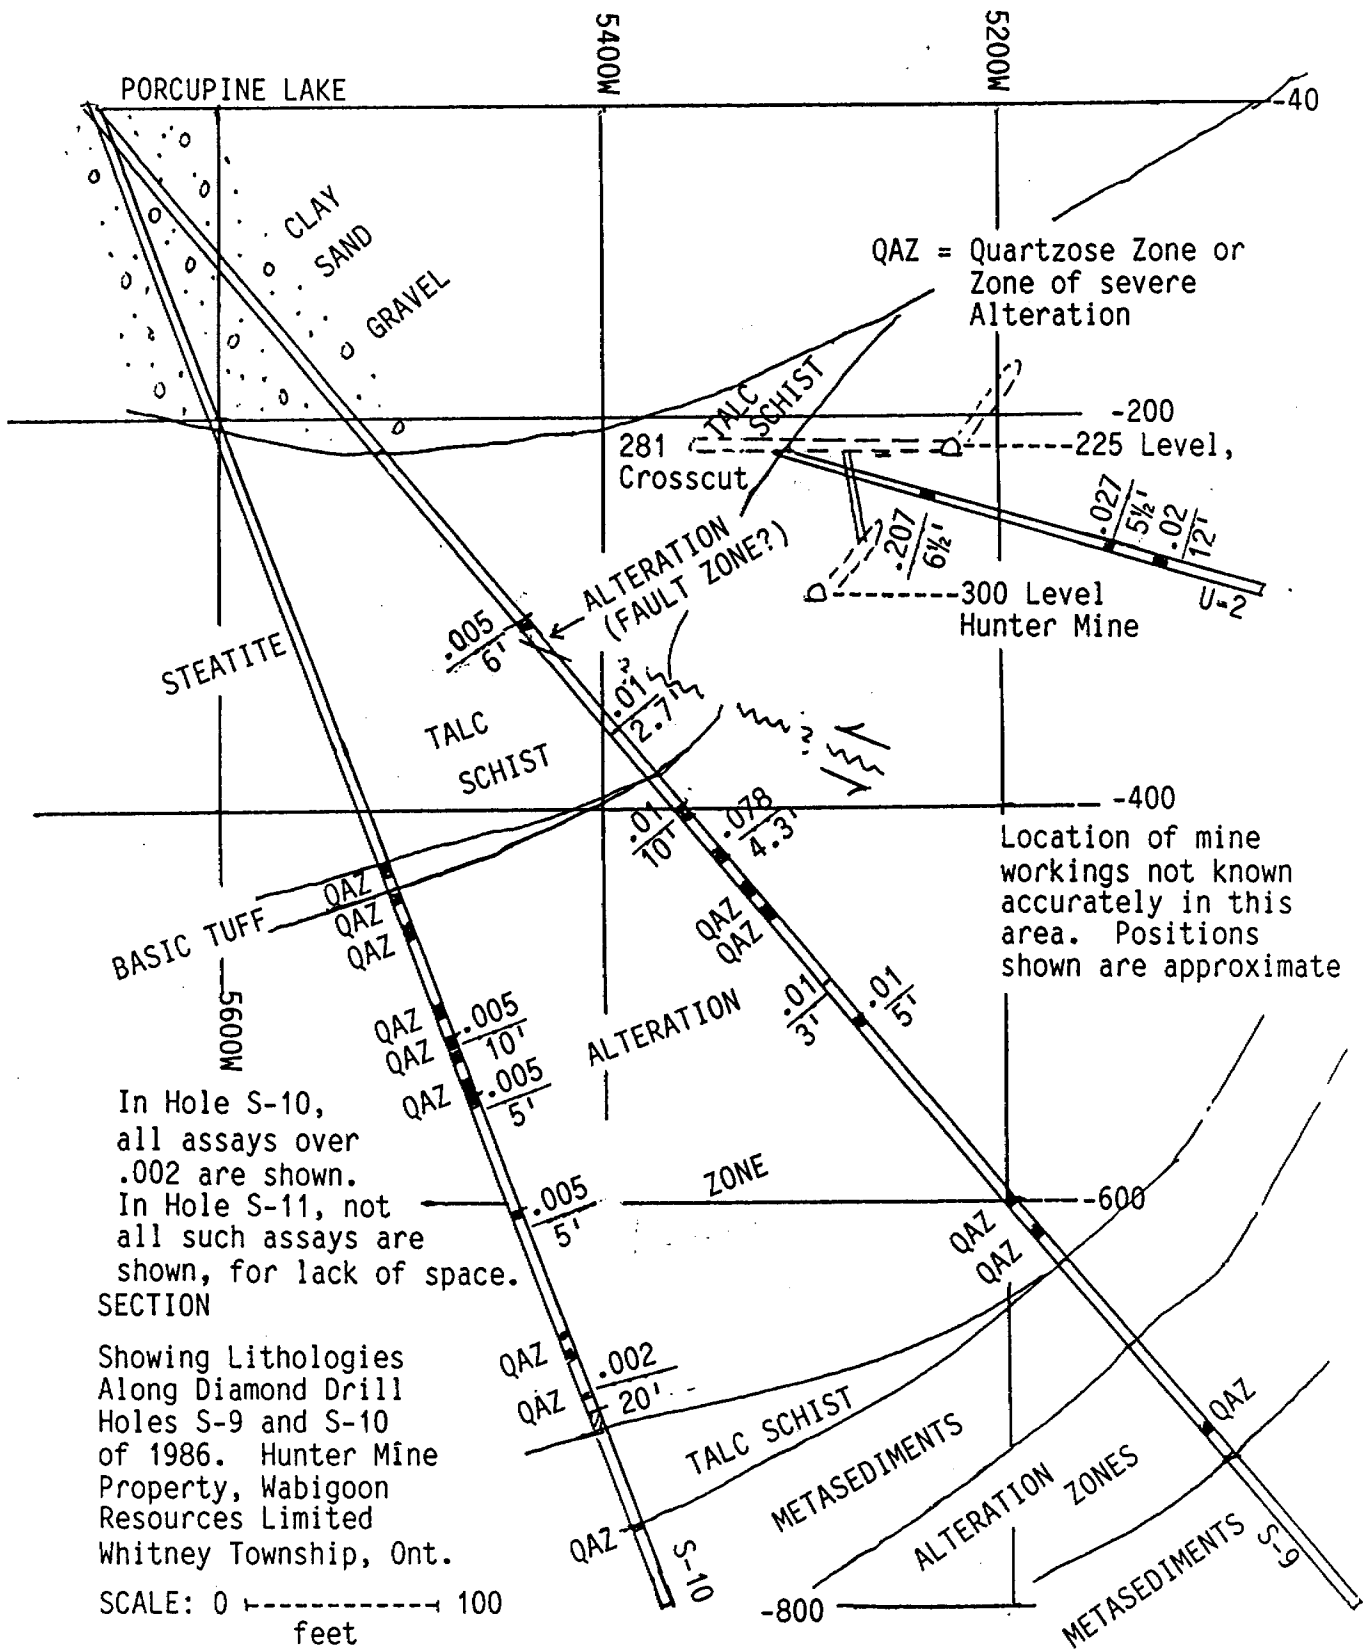 5400W
5200W
PORCUPINE LAKE
-40
CLAY
SAND
GRAVEL
QAZ = Quartzose Zone or
Zone of severe
Alteration
TALC
SCHIST
-200
281
Crosscut
225 Level,
.027
5½'
.02
12'
.207
6½'
U-2
300 Level
Hunter Mine
ALTERATION
(FAULT ZONE?)
.005
6'
STEATITE
?
.01
2.7'
TALC
SCHIST
?
-400
.01
10'
.078
4.3'
Location of mine
workings not known
accurately in this
area. Positions
shown are approximate
QAZ
QAZ
QAZ
BASIC TUFF
QAZ
QAZ
5600W
.01
3'
.01
5'
ALTERATION
QAZ
.005
10'
QAZ
QAZ
.005
5'
In Hole S-10,
all assays over
.002 are shown.
In Hole S-11, not
all such assays are
shown, for lack of space.
ZONE
-600
.005
5'
QAZ
QAZ
SECTION
Showing Lithologies
Along Diamond Drill
Holes S-9 and S-10
of 1986. Hunter Mine
Property, Wabigoon
Resources Limited
Whitney Township, Ont.
QAZ
QAZ
.002
20'
QAZ
TALC SCHIST
METASEDIMENTS
ALTERATION
ZONES
QAZ
S-10
S-9
METASEDIMENTS
-800
SCALE: 0 100
feet